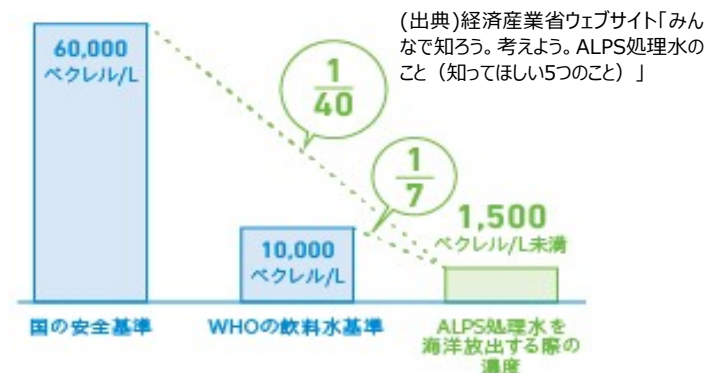 (出典)経済産業省ウェブサイト「みん
なで知ろう。考えよう。ALPS処理水の
こと（知ってほしい5つのこと）」
60,000
ベクレル/L
1
40
1
7
1,500
ベクレル/L未満
10,000
ベクレル/L
国の安全基準
WHOの飲料水基準
ALPS処理水を
海洋放出する際の
濃度